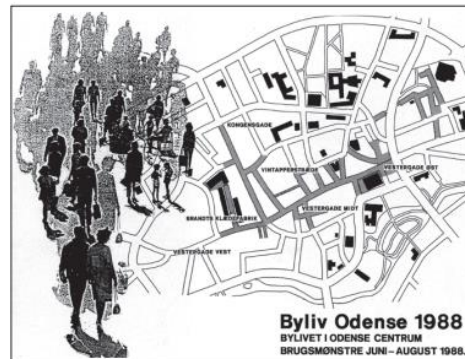 KONGENSGADE
VINTAPPERSTRÆDE
VESTERGADE ØST
BRANDTS KLÆDEFABRIK
VESTERGADE MIDT
VESTERGADE VEST
Byliv Odense 1988
BYLIVET I ODENSE CENTRUM
BRUGSMØNSTRE JUNI–AUGUST 1988